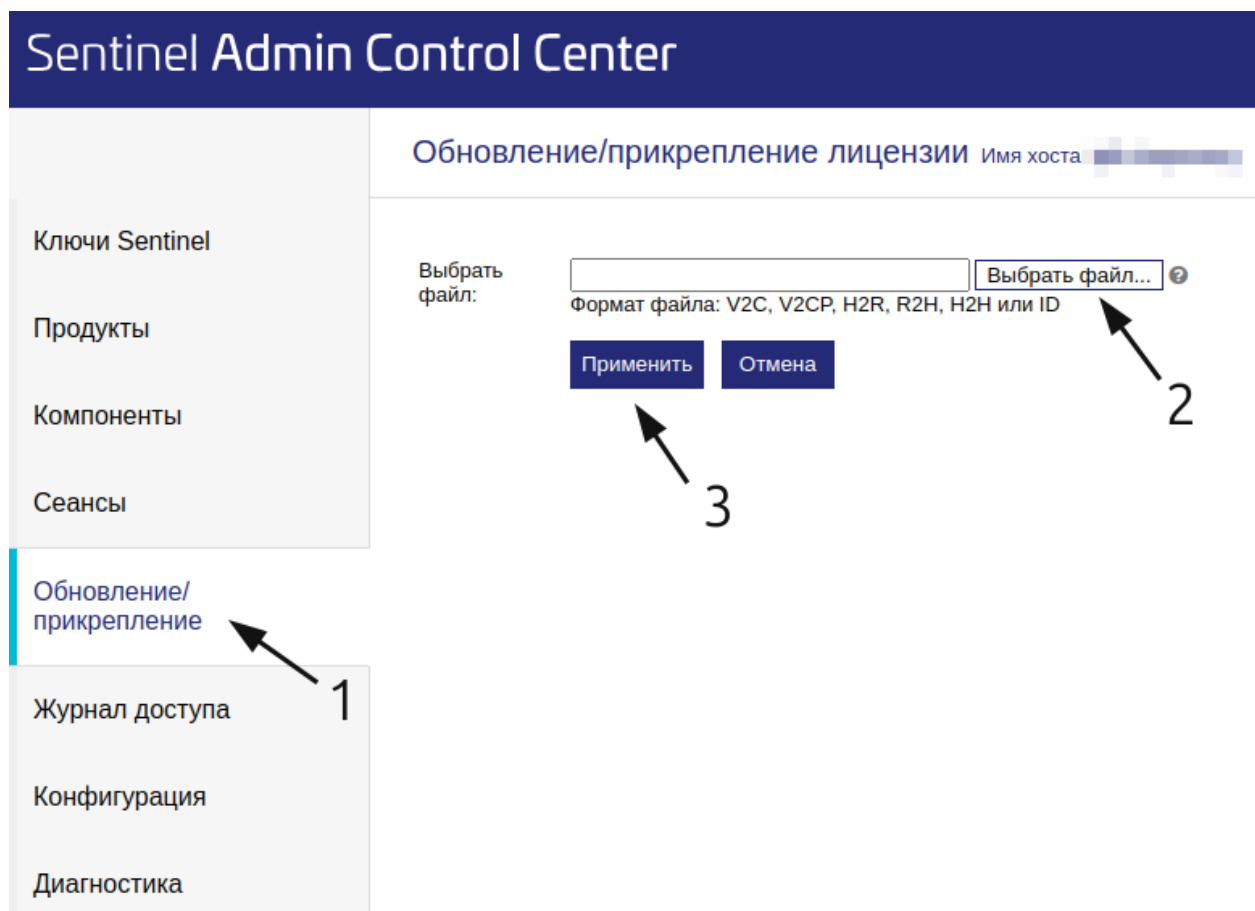 Sentinel Admin Control Center
Обновление/прикрепление лицензии Имя хоста
Ключи Sentinel
Продукты
Компоненты
Сеансы
Обновление/
прикрепление
Журнал доступа
Конфигурация
Диагностика
Выбрать
файл:
Выбрать файл...
Формат файла: V2C, V2CP, H2R, R2H, H2H или ID
Применить
Отмена
1
2
3